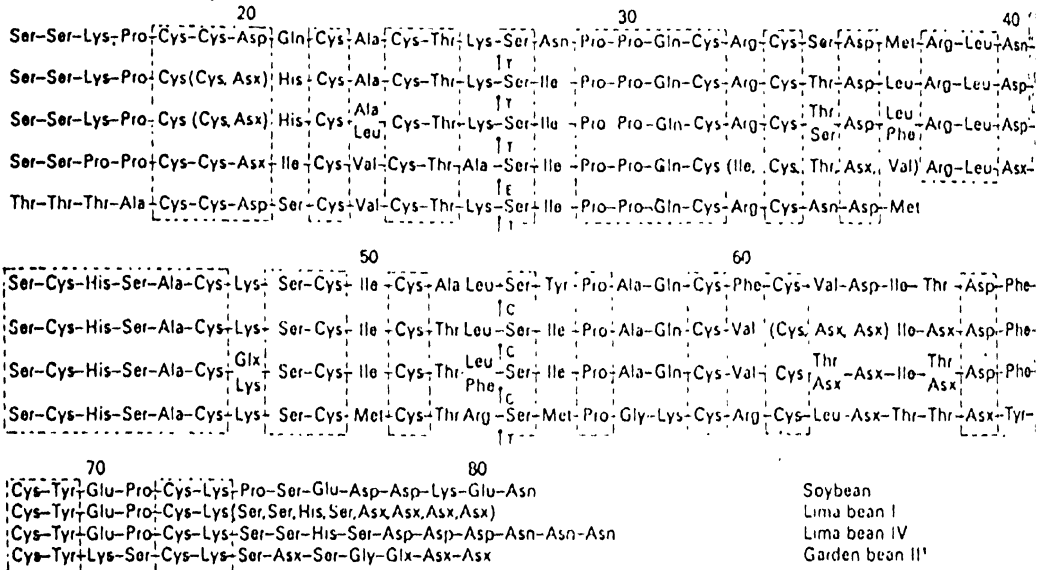 20 30 40
Ser-Ser-Lys-Pro-Cys-Cys-Asp-Gln-Cys-Ala-Cys-Thr-Lys-Ser-Asn-Pro-Pro-Gln-Cys-Arg-Cys-Ser-Asp-Met-Arg-Leu-Asn-
T
Ser-Ser-Lys-Pro-Cys(Cys, Asx)His-Cys-Ala-Cys-Thr-Lys-Ser-Ile-Pro-Pro-Gln-Cys-Arg-Cys-Thr-Asp-Leu-Arg-Leu-Asp-
T
Ala Thr Leu
Ser-Ser-Lys-Pro-Cys (Cys, Asx)His-Cys-Cys-Thr-Lys-Ser-Ile-Pro Pro-Gln-Cys-Arg-Cys-Asp-Arg-Leu-Asp-
Leu Ser Phe
T
Ser-Ser-Pro-Pro-Cys-Cys-Asx-Ile-Cys-Val-Cys-Thr-Ala-Ser-Ile-Pro-Pro-Gln-Cys (Ile, Cys, Thr, Asx, Val) Arg-Leu-Asx-
E
Thr-Thr-Thr-Ala-Cys-Cys-Asp-Ser-Cys-Val-Cys-Thr-Lys-Ser-Ile-Pro-Pro-Gln-Cys-Arg-Cys-Asn-Asp-Met
T
50 60
Ser-Cys-His-Ser-Ala-Cys-Lys-Ser-Cys-Ile-Cys-Ala Leu-Ser-Tyr-Pro-Ala-Gln-Cys-Phe-Cys-Val-Asp-Ile-Thr-Asp-Phe-
C
Ser-Cys-His-Ser-Ala-Cys-Lys-Ser-Cys-Ile-Cys-Thr Leu-Ser-Ile-Pro-Ala-Gln-Cys-Val (Cys, Asx, Asx) Ile-Asx-Asp-Phe-
C
Glx Leu Thr Thr
Ser-Cys-His-Ser-Ala-Cys-Ser-Cys-Ile-Cys-Thr-Ser-Ile-Pro-Ala-Gln-Cys-Val-Cys-Asx-Ile-Asp-Phe-
Lys Phe Asx Asx
C
Ser-Cys-His-Ser-Ala-Cys-Lys-Ser-Cys-Met-Cys-Thr Arg-Ser-Met-Pro-Gly-Lys-Cys-Arg-Cys-Leu-Asx-Thr-Thr-Asx-Tyr-
T
70 80
Cys-Tyr-Glu-Pro-Cys-Lys-Pro-Ser-Glu-Asp-Asp-Lys-Glu-Asn Soybean
Cys-Tyr-Glu-Pro-Cys-Lys(Ser, Ser, His, Ser, Asx, Asx, Asx, Asx) Lima bean I
Cys-Tyr-Glu-Pro-Cys-Lys-Ser-Ser-His-Ser-Asp-Asp-Asp-Asn-Asn-Asn Lima bean IV
Cys-Tyr-Lys-Ser-Cys-Lys-Ser-Asx-Ser-Gly-Glx-Asx-Asx Garden bean II'